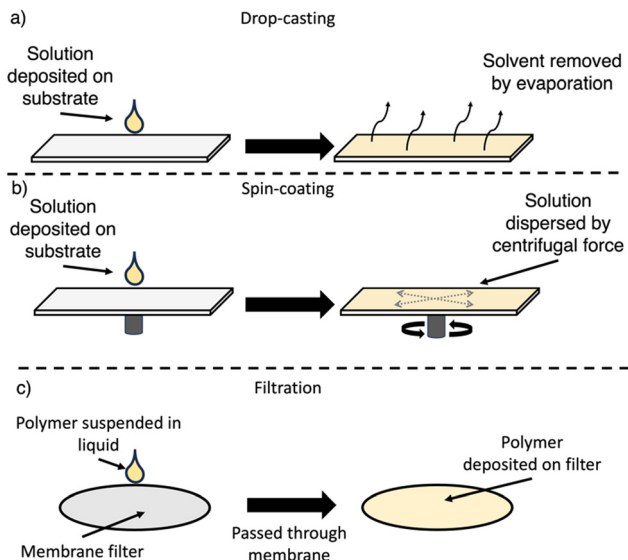 a)
Drop-casting
Solution
deposited on
substrate
Solvent removed
by evaporation
b)
Spin-coating
Solution
deposited on
substrate
Solution
dispersed by
centrifugal force
c)
Filtration
Polymer suspended in
liquid
Polymer
deposited on filter
Membrane filter
Passed through
membrane